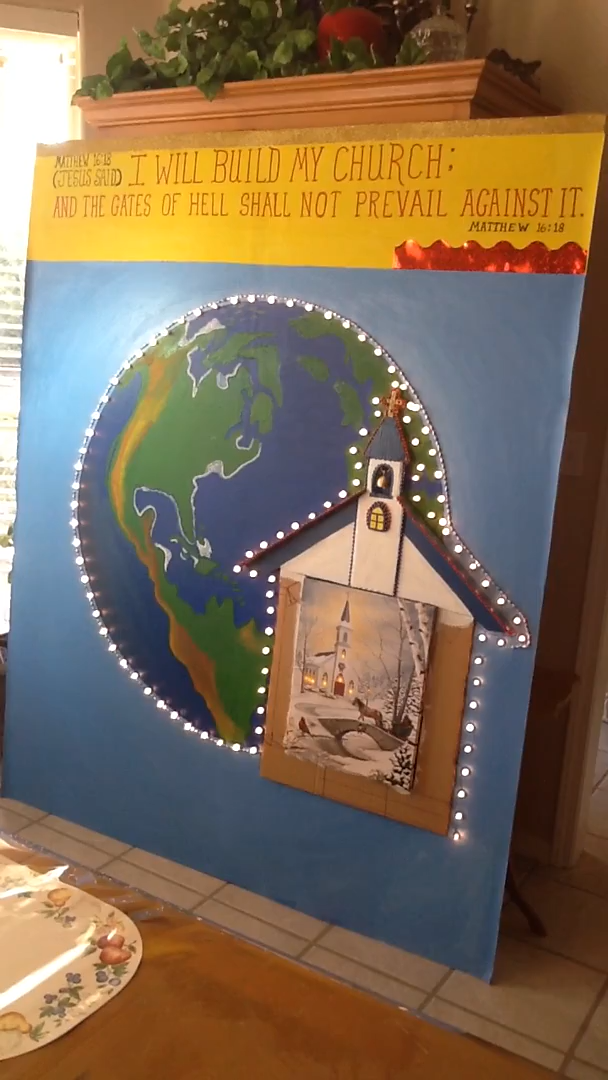 MATTHEW 16:18
(JESUS SAID) I WILL BUILD MY CHURCH;
AND THE GATES OF HELL SHALL NOT PREVAIL AGAINST IT.
MATTHEW 16:18